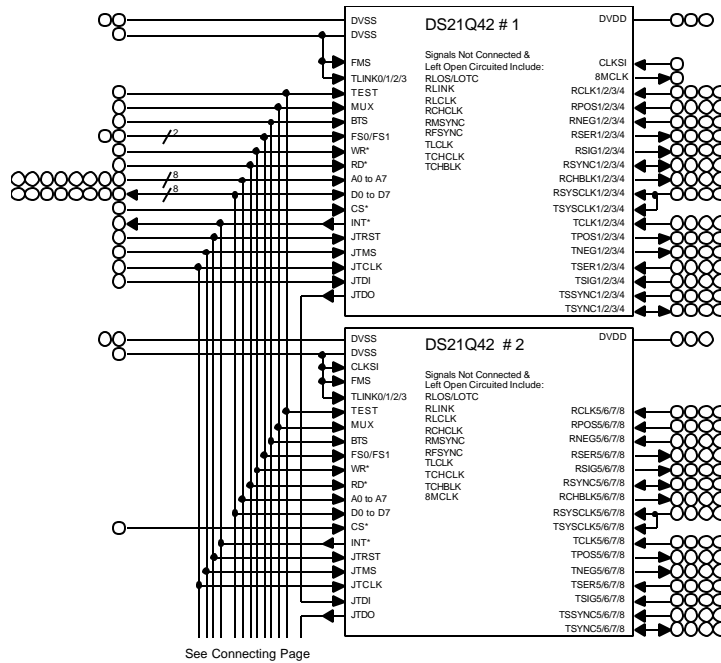 DS21Q42 # 1
DVSS
DVSS
FMS
TLINK0/1/2/3
TEST
MUX
BTS
FS0/FS1
WR*
RD*
A0 to A7
D0 to D7
CS*
INT*
JTRST
JTMS
JTCLK
JTDI
JTDO
2
8
8
Signals Not Connected &
Left Open Circuited Include:
RLOS/LOTC
RLINK
RLCLK
RCHCLK
RMSYNC
RFSYNC
TLCLK
TCHCLK
TCHBLK
DVDD
CLKSI
8MCLK
RCLK1/2/3/4
RPOS1/2/3/4
RNEG1/2/3/4
RSER1/2/3/4
RSIG1/2/3/4
RSYNC1/2/3/4
RCHBLK1/2/3/4
RSYSCLK1/2/3/4
TSYSCLK1/2/3/4
TCLK1/2/3/4
TPOS1/2/3/4
TNEG1/2/3/4
TSER1/2/3/4
TSIG1/2/3/4
TSSYNC1/2/3/4
TSYNC1/2/3/4
DS21Q42 # 2
DVSS
DVSS
CLKSI
FMS
TLINK0/1/2/3
TEST
MUX
BTS
FS0/FS1
WR*
RD*
A0 to A7
D0 to D7
CS*
INT*
JTRST
JTMS
JTCLK
JTDI
JTDO
Signals Not Connected &
Left Open Circuited Include:
RLOS/LOTC
RLINK
RLCLK
RCHCLK
RMSYNC
RFSYNC
TLCLK
TCHCLK
TCHBLK
8MCLK
DVDD
RCLK5/6/7/8
RPOS5/6/7/8
RNEG5/6/7/8
RSER5/6/7/8
RSIG5/6/7/8
RSYNC5/6/7/8
RCHBLK5/6/7/8
RSYSCLK5/6/7/8
TSYSCLK5/6/7/8
TCLK5/6/7/8
TPOS5/6/7/8
TNEG5/6/7/8
TSER5/6/7/8
TSIG5/6/7/8
TSSYNC5/6/7/8
TSYNC5/6/7/8
See Connecting Page